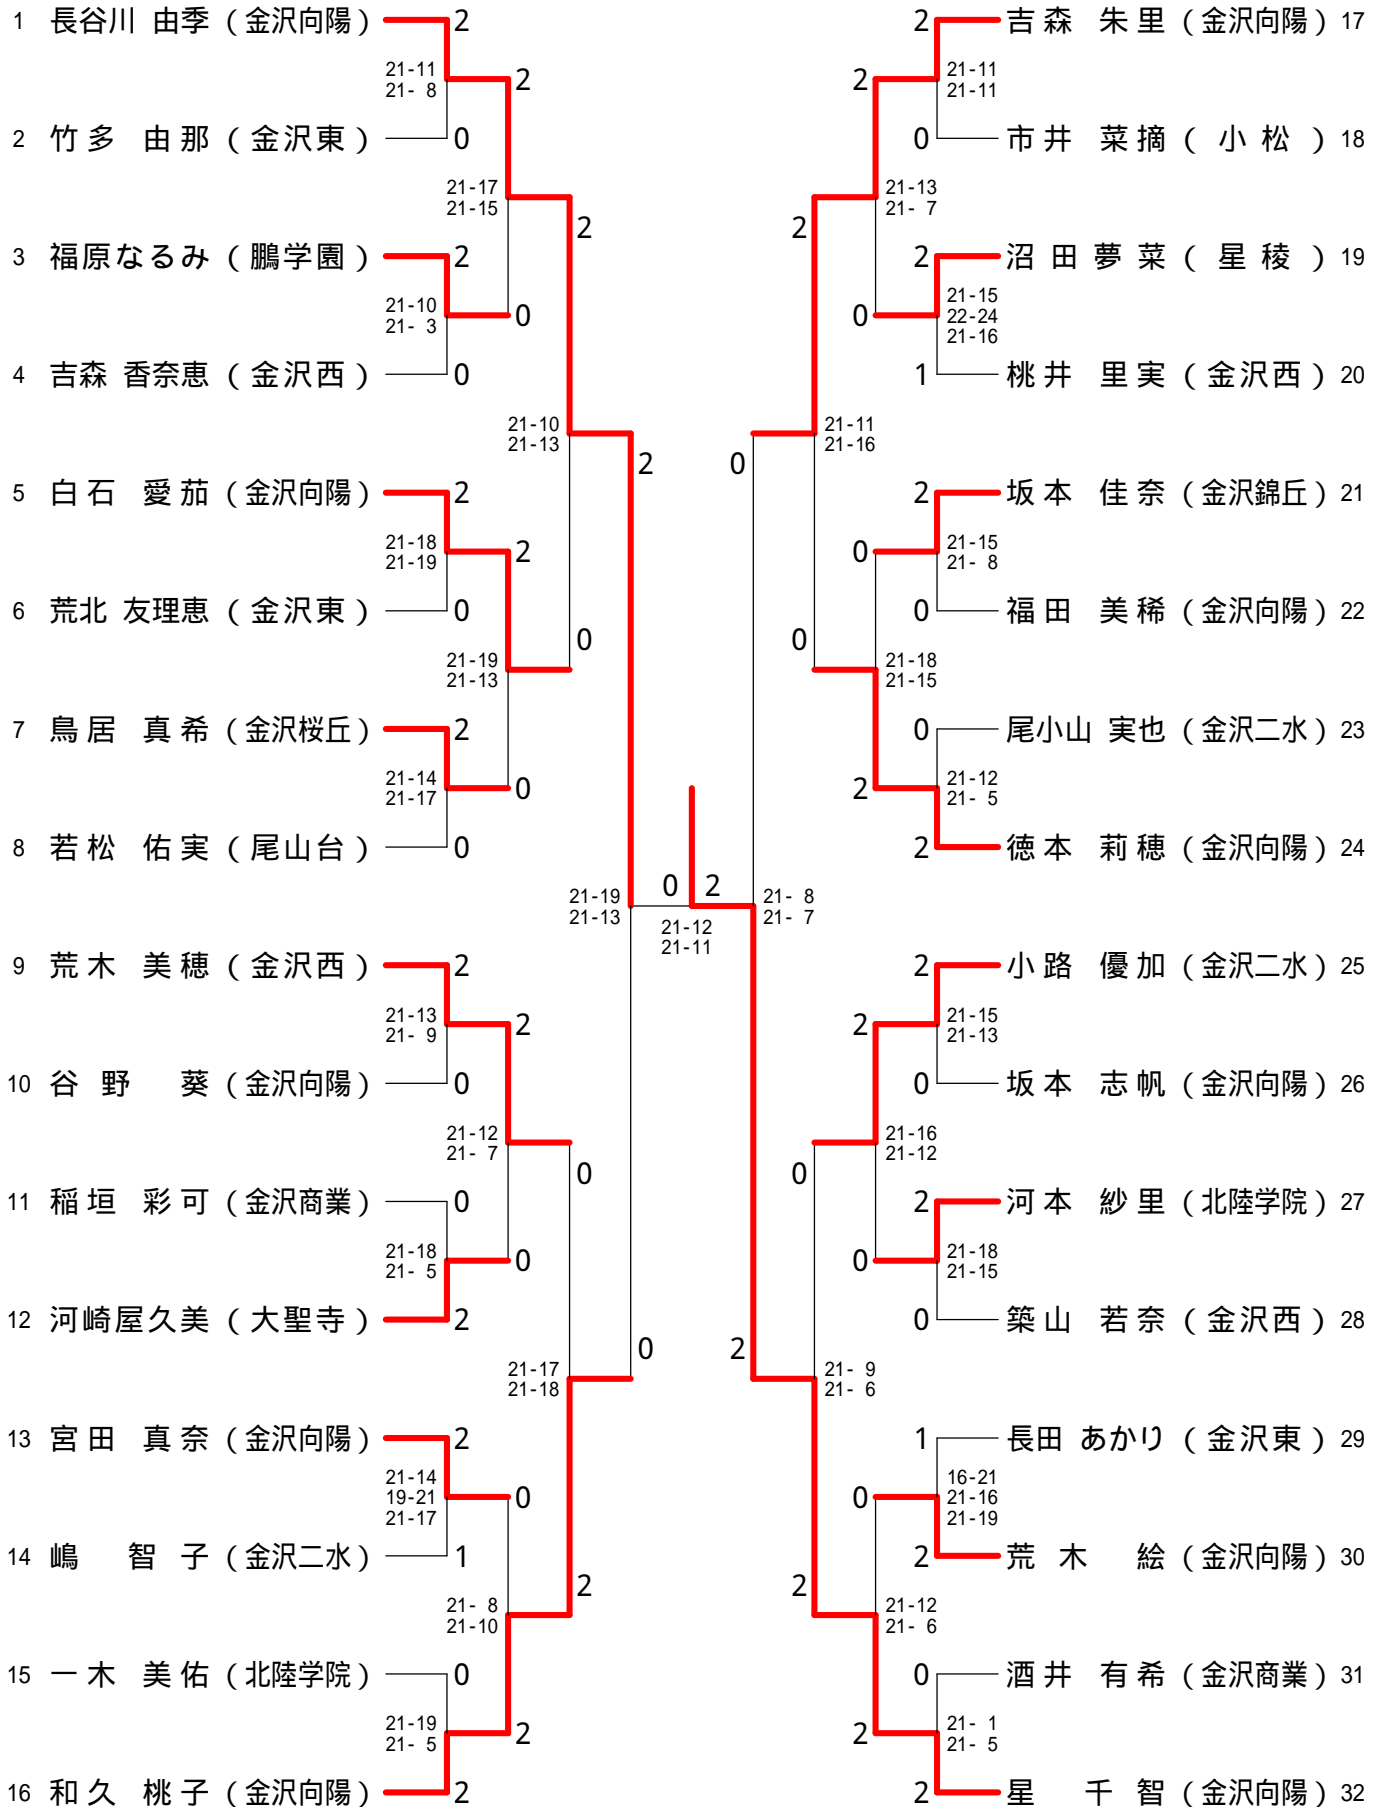 1 長谷川 由季 (金沢向陽) 2
21-11
21- 8
2
2 竹多 由那 (金沢東) 0
21-17
21-15
2
3 福原なるみ (鵬学園) 2
21-10
21- 3
0
4 吉森 香奈恵 (金沢西) 0
21-10
21-13
2
5 白石 愛茄 (金沢向陽) 2
21-18
21-19
2
6 荒北 友理恵 (金沢東) 0
0
21-19
21-13
7 鳥居 真希 (金沢桜丘) 2
21-14
21-17
0
8 若松 佑実 (尾山台) 0
21-19
21-13
0 2
21-12
21-11
9 荒木 美穂 (金沢西) 2
21-13
21- 9
2
10 谷野 葵 (金沢向陽) 0
21-12
21- 7
0
11 稲垣 彩可 (金沢商業) 0
21-18
21- 5
0
12 河崎屋久美 (大聖寺) 2
0
21-17
21-18
13 宮田 真奈 (金沢向陽) 2
21-14
19-21
21-17
0
14 嶋 智子 (金沢二水) 1
2
21- 8
21-10
15 一木 美佑 (北陸学院) 0
21-19
21- 5
2
16 和久 桃子 (金沢向陽) 2
2 吉森 朱里 (金沢向陽) 17
2
21-11
21-11
0 市井 菜摘 (小松) 18
21-13
21- 7
2
2 沼田 夢菜 (星稜) 19
0
21-15
22-24
21-16
1 桃井 里実 (金沢西) 20
21-11
21-16
0
2 坂本 佳奈 (金沢錦丘) 21
0
21-15
21- 8
0 福田 美稀 (金沢向陽) 22
0
21-18
21-15
0 尾小山 実也 (金沢二水) 23
2
21-12
21- 5
2 徳本 莉穂 (金沢向陽) 24
21- 8
21- 7
2 小路 優加 (金沢二水) 25
2
21-15
21-13
0 坂本 志帆 (金沢向陽) 26
21-16
21-12
0
2 河本 紗里 (北陸学院) 27
0
21-18
21-15
0 築山 若奈 (金沢西) 28
2
21- 9
21- 6
1 長田 あかり (金沢東) 29
0
16-21
21-16
21-19
2 荒木 絵 (金沢向陽) 30
2
21-12
21- 6
0 酒井 有希 (金沢商業) 31
2
21- 1
21- 5
2 星 千智 (金沢向陽) 32